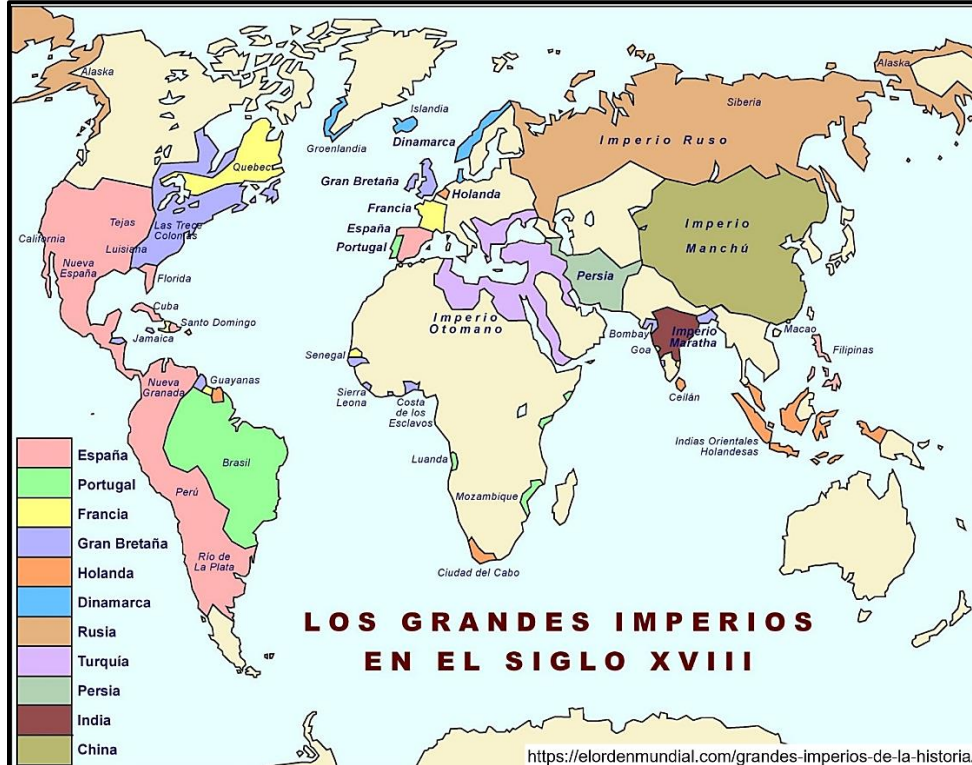 Alaska
Siberia
Alaska
Islandia
Groenlandia
Dinamarca
Imperio Ruso
Quebec
Gran Bretaña
Holanda
Francia
España
Portugal
Tejas
Las Trece
Colonias
California
Luisiana
Nueva
España
Florida
Imperio
Manchú
Persia
Cuba
Santo Domingo
Jamaica
Imperio
Otomano
Bombay
Goa
Imperio
Maratha
Macao
Filipinas
Senegal
Nueva
Granada
Guayanas
Sierra
Leona
Costa
de los
Esclavos
Ceilán
Indias Orientales
Holandesas
Brasil
Luanda
Perú
Mozambique
Río de
La Plata
Ciudad del Cabo
España
Portugal
Francia
Gran Bretaña
Holanda
Dinamarca
Rusia
Turquía
Persia
India
China
LOS GRANDES IMPERIOS
EN EL SIGLO XVIII
https://elordenmundial.com/grandes-imperios-de-la-historia